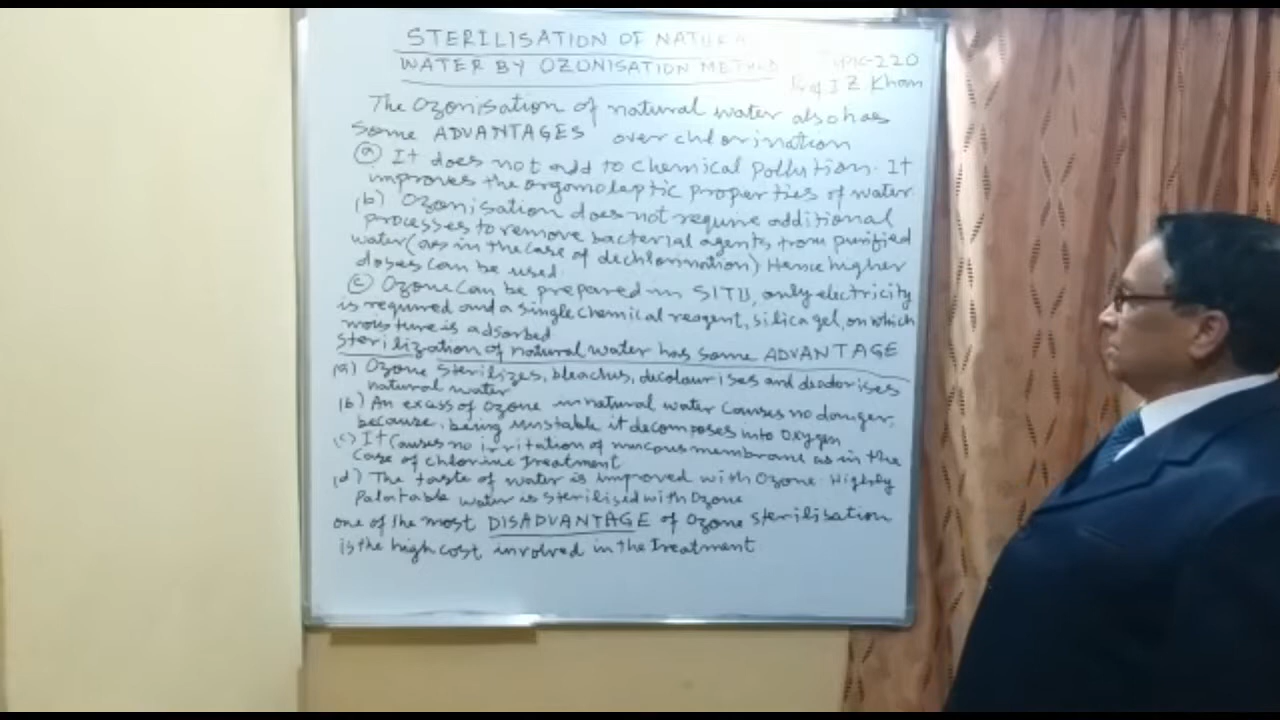 STERILISATION OF NATURA
WATER BY OZONISATION METHOD
TOPIC-220
Prof I Z Khan
The Ozonisation of natural water also has
some ADVANTAGES over chlorination
(a) It does not add to chemical pollution. It
improves the orgonoleptic properties of water.
(b) Ozonisation does not require additional
processes to remove bacterial agents from purified
water (as in the case of dechlorination) Hence higher
doses can be used.
(c) Ozone can be prepared in SITU, only electricity
is required and a single chemical reagent, silica gel, on which
moisture is adsorbed
Sterilization of natural water has some ADVANTAGE
(a) Ozone sterilizes, bleaches, decolourises and deodorises
natural water
(b) An excess of ozone in natural water causes no danger,
because, being unstable it decomposes into oxygen
(c) It causes no irritation of mucous membrane as in the
case of chlorine treatment
(d) The taste of water is improved with Ozone. Highly
Palatable water is sterilised with Ozone
one of the most DISADVANTAGE of Ozone sterilisation
is the high cost involved in the treatment